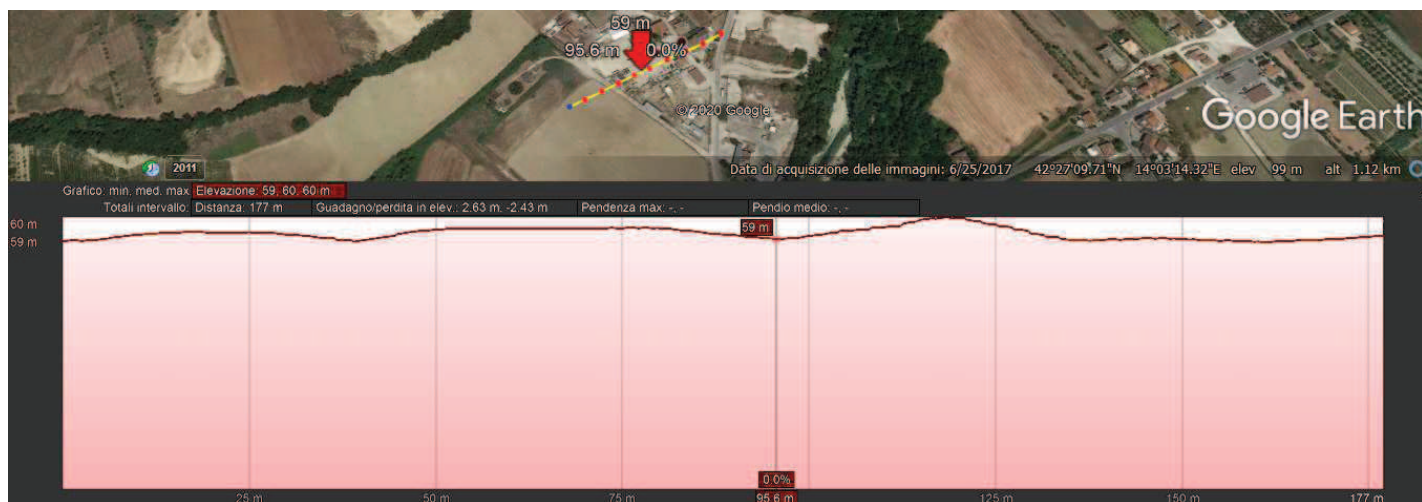 59 m
95.6 m 0.0%
© 2020 Google
Google Earth
2011
Data di acquisizione delle immagini: 6/25/2017 42°27'09.71"N 14°03'14.32"E elev 99 m alt 1.12 km
Grafico: min. med. max. Elevazione: 59, 60, 60 m
Totali intervallo: Distanza: 177 m Guadagno/perdita in elev.: 2.63 m, -2.43 m Pendenza max: -, - Pendio medio: -, -
60 m
59 m
59 m
0.0%
25 m 50 m 75 m 95.6 m 125 m 150 m 177 m